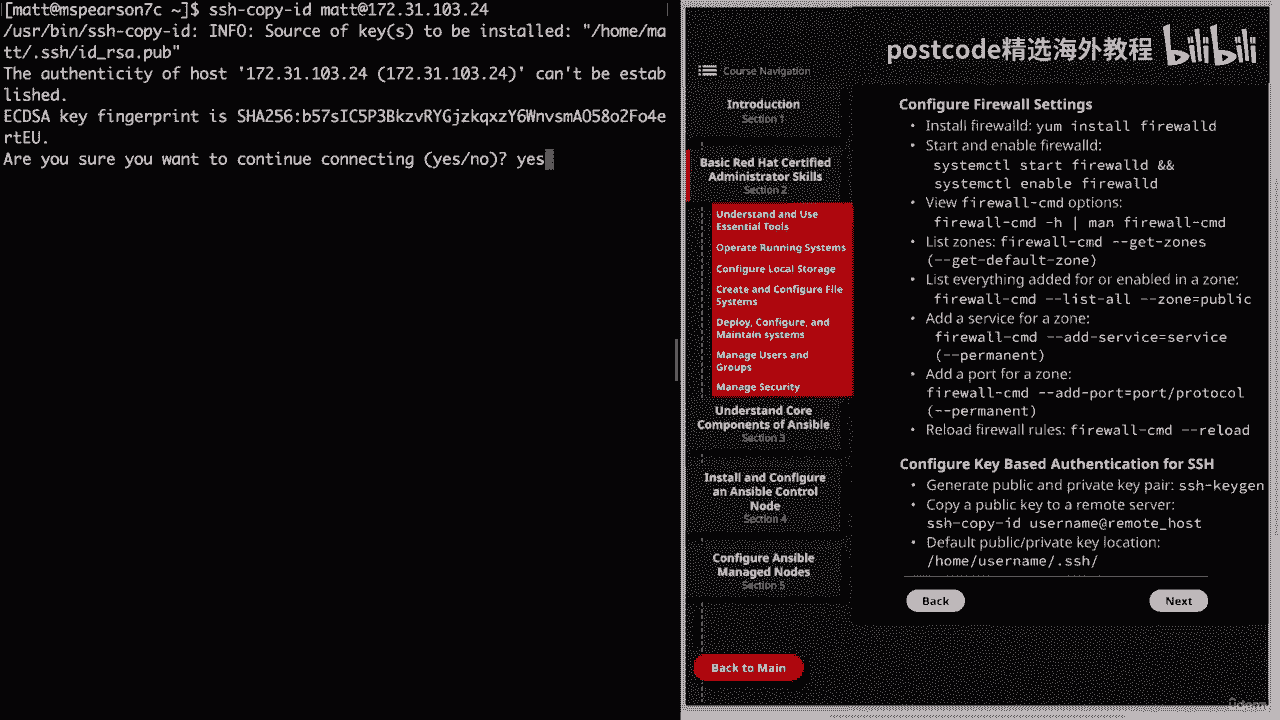 [matt@mspearson7c ~]$ ssh-copy-id matt@172.31.103.24
/usr/bin/ssh-copy-id: INFO: Source of key(s) to be installed: "/home/ma
tt/.ssh/id_rsa.pub"
The authenticity of host '172.31.103.24 (172.31.103.24)' can't be estab
lished.
ECDSA key fingerprint is SHA256:b57sIC5P3BkzvRYGjzkqxzY6WnvsmAO58o2Fo4e
rtEU.
Are you sure you want to continue connecting (yes/no)? yes
postcode精选海外教程 bilibili
Course Navigation
Introduction
Section 1
Basic Red Hat Certified
Administrator Skills
Section 2
Understand and Use
Essential Tools
Operate Running Systems
Configure Local Storage
Create and Configure File
Systems
Deploy, Configure, and
Maintain systems
Manage Users and
Groups
Manage Security
Understand Core
Components of Ansible
Section 3
Install and Configure
an Ansible Control
Node
Section 4
Configure Ansible
Managed Nodes
Section 5
Back to Main
Configure Firewall Settings
• Install firewalld: yum install firewalld
• Start and enable firewalld:
systemctl start firewalld &&
systemctl enable firewalld
• View firewall-cmd options:
firewall-cmd -h | man firewall-cmd
• List zones: firewall-cmd --get-zones
(--get-default-zone)
• List everything added for or enabled in a zone:
firewall-cmd --list-all --zone=public
• Add a service for a zone:
firewall-cmd --add-service=service
(--permanent)
• Add a port for a zone:
firewall-cmd --add-port=port/protocol
(--permanent)
• Reload firewall rules: firewall-cmd --reload
Configure Key Based Authentication for SSH
• Generate public and private key pair: ssh-keygen
• Copy a public key to a remote server:
ssh-copy-id username@remote_host
• Default public/private key location:
/home/username/.ssh/
Back
Next
Udemy